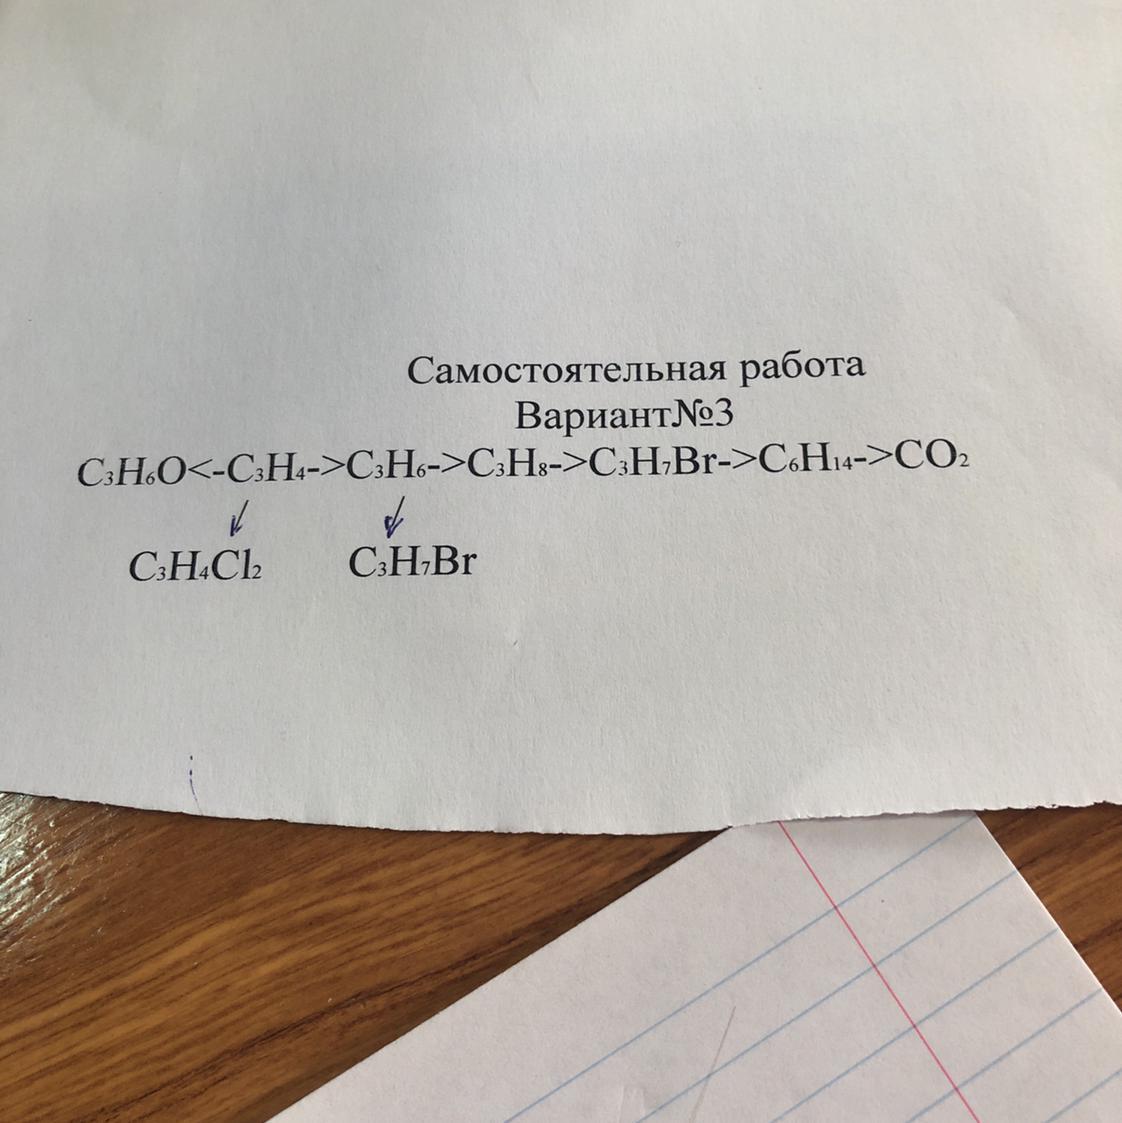 Самостоятельная работа
Вариант№3
C₃H₆O<-C₃H₄->C₃H₆->C₃H₈->C₃H₇Br->C₆H₁₄->CO₂
C₃H₄Cl₂ C₃H₇Br